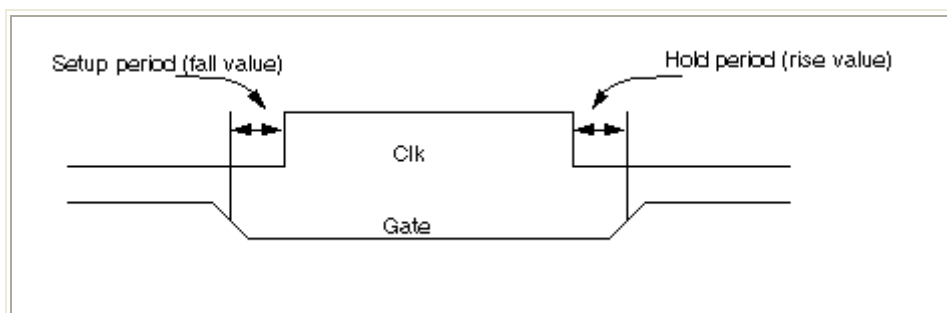 Setup period (fall value)
Hold period (rise value)
Clk
Gate